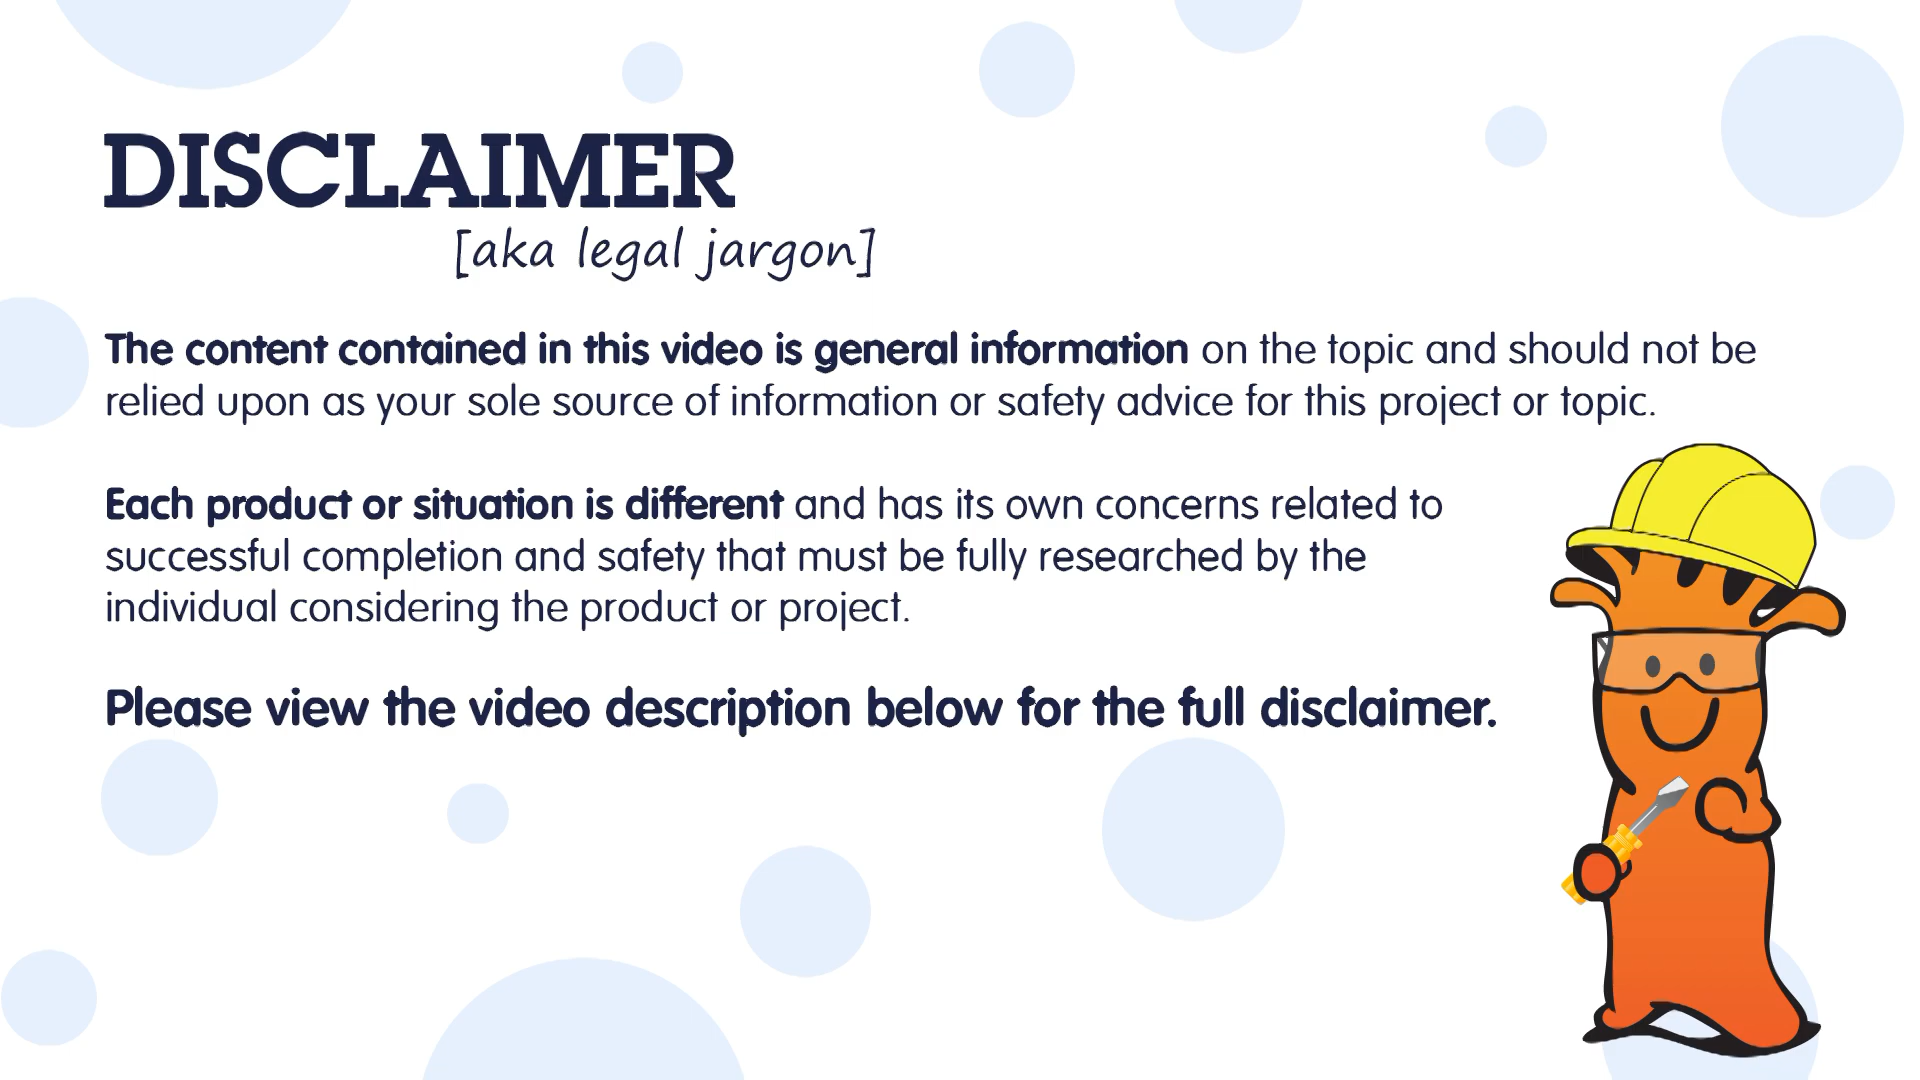 DISCLAIMER
[aka legal jargon]
The content contained in this video is general information on the topic and should not be
relied upon as your sole source of information or safety advice for this project or topic.
Each product or situation is different and has its own concerns related to
successful completion and safety that must be fully researched by the
individual considering the product or project.
Please view the video description below for the full disclaimer.